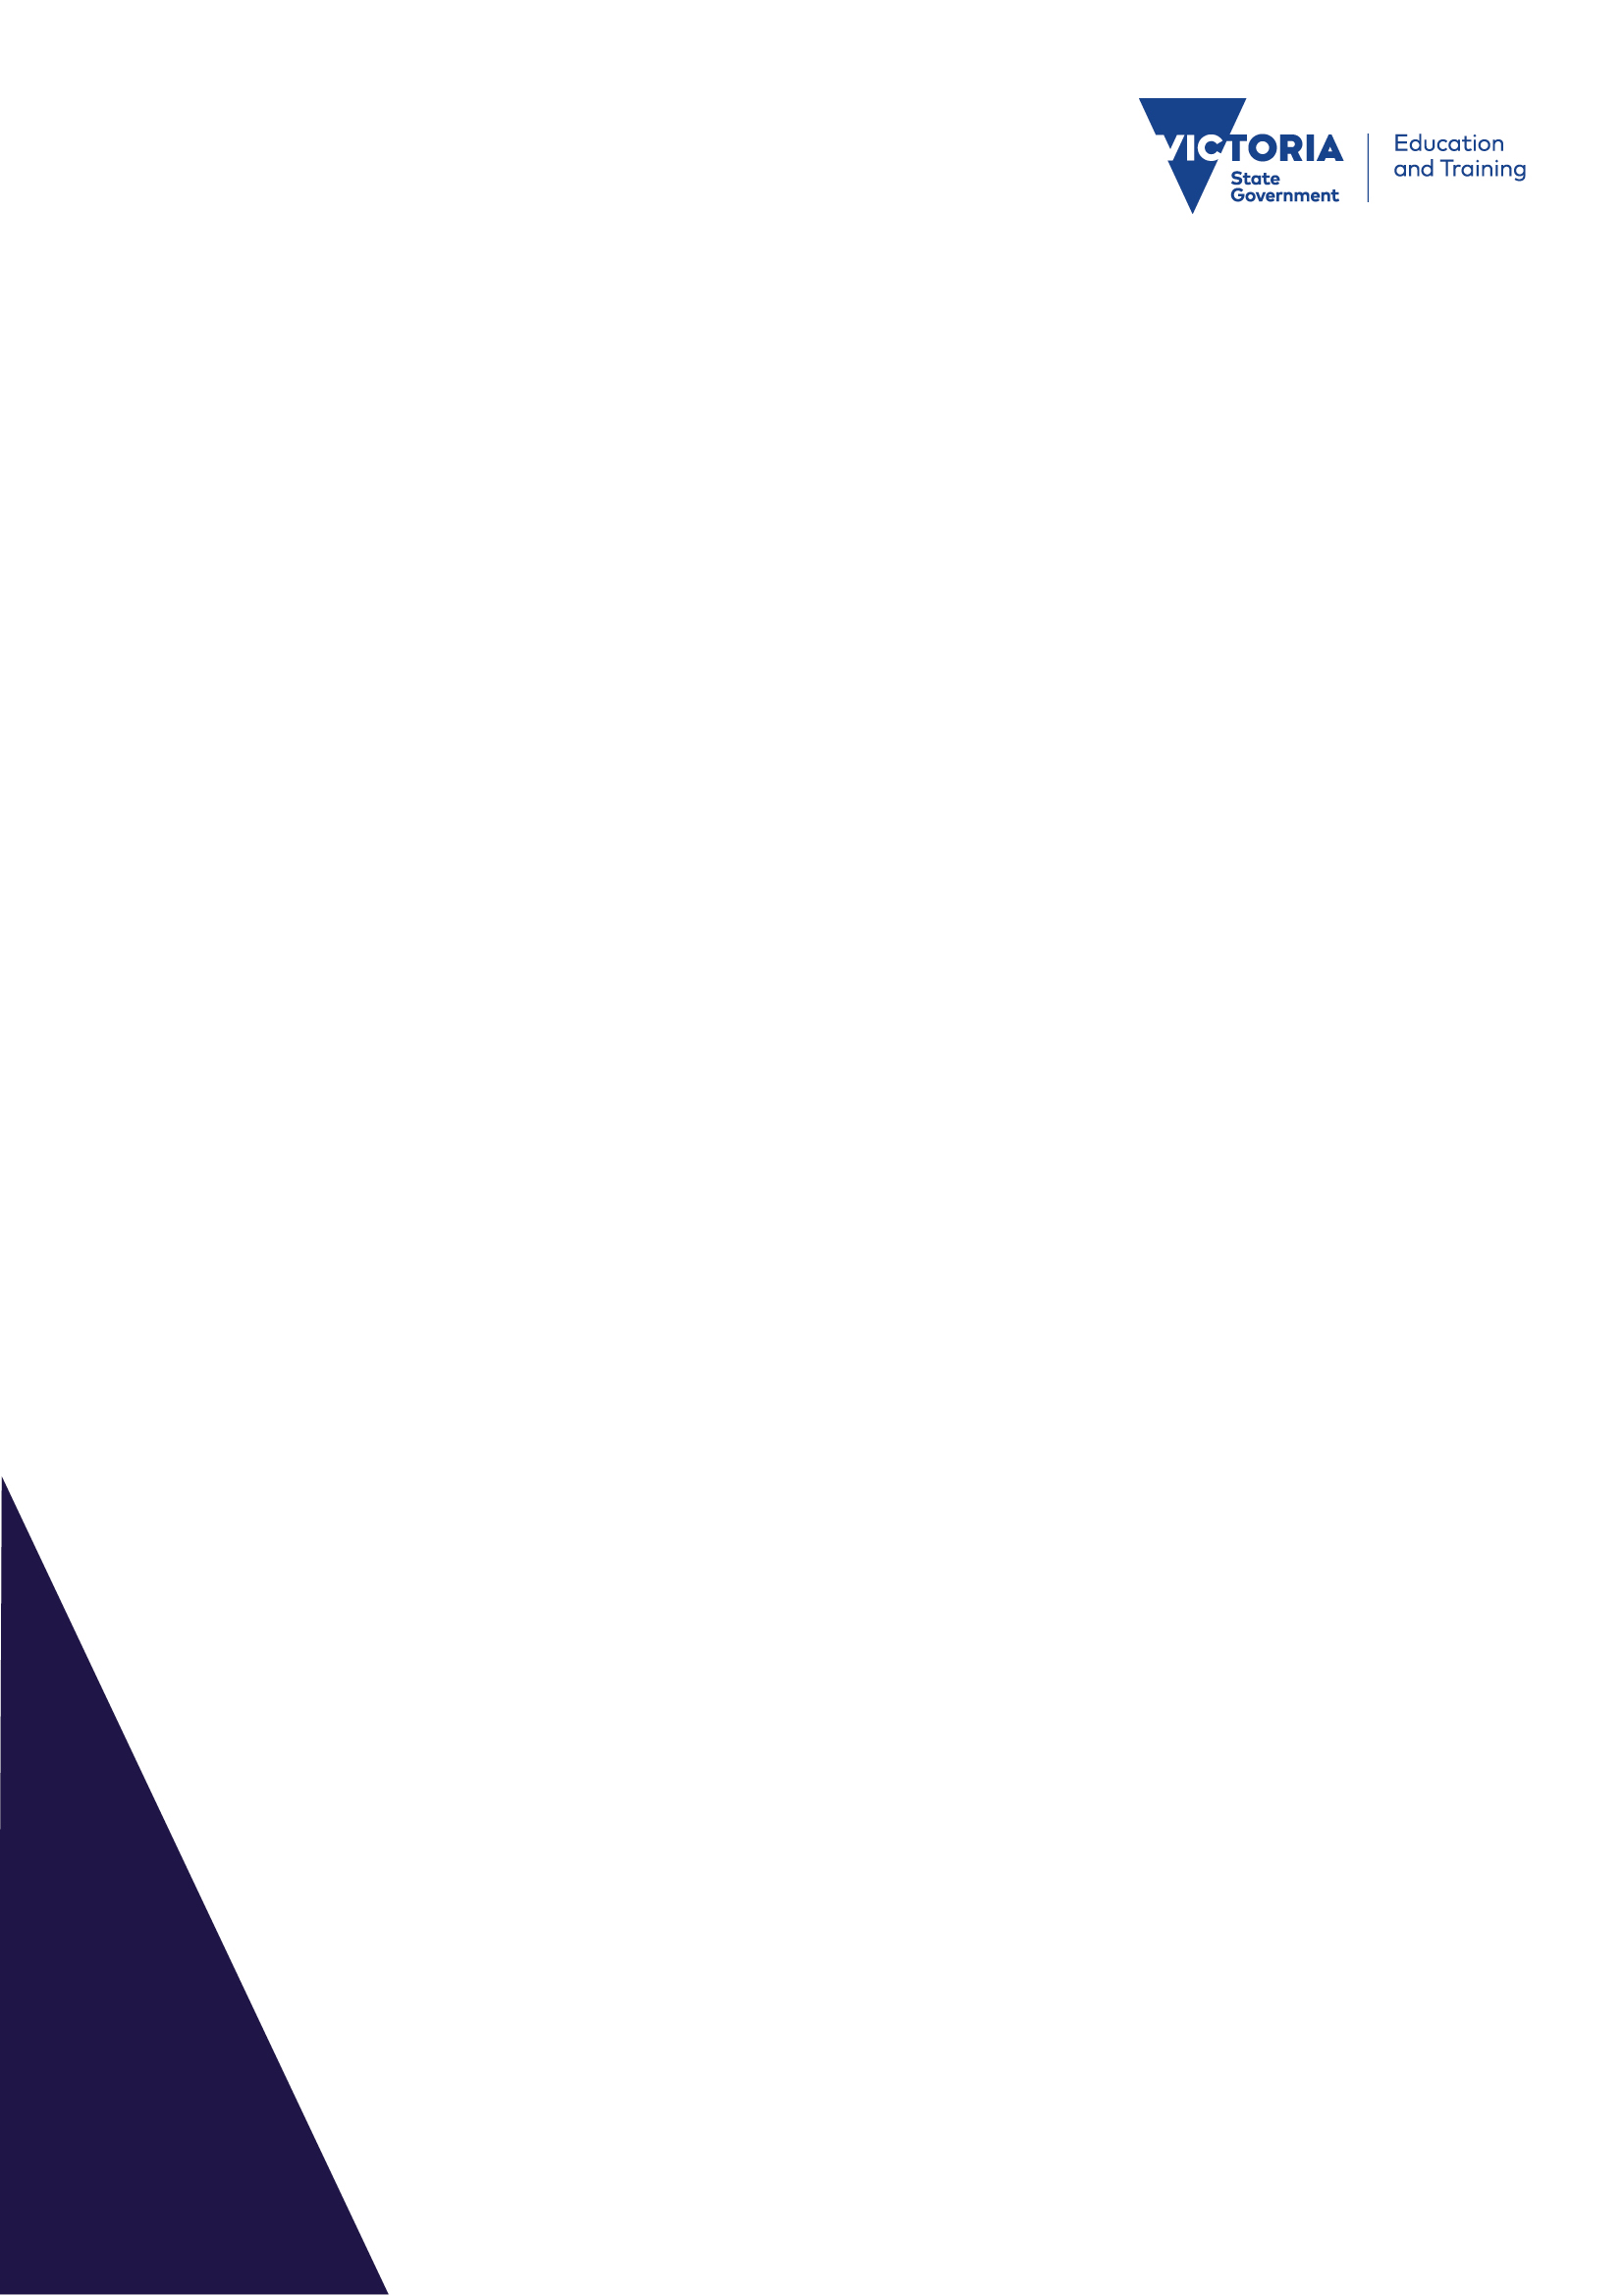 VICTORIA
State
Government
Education
and Training